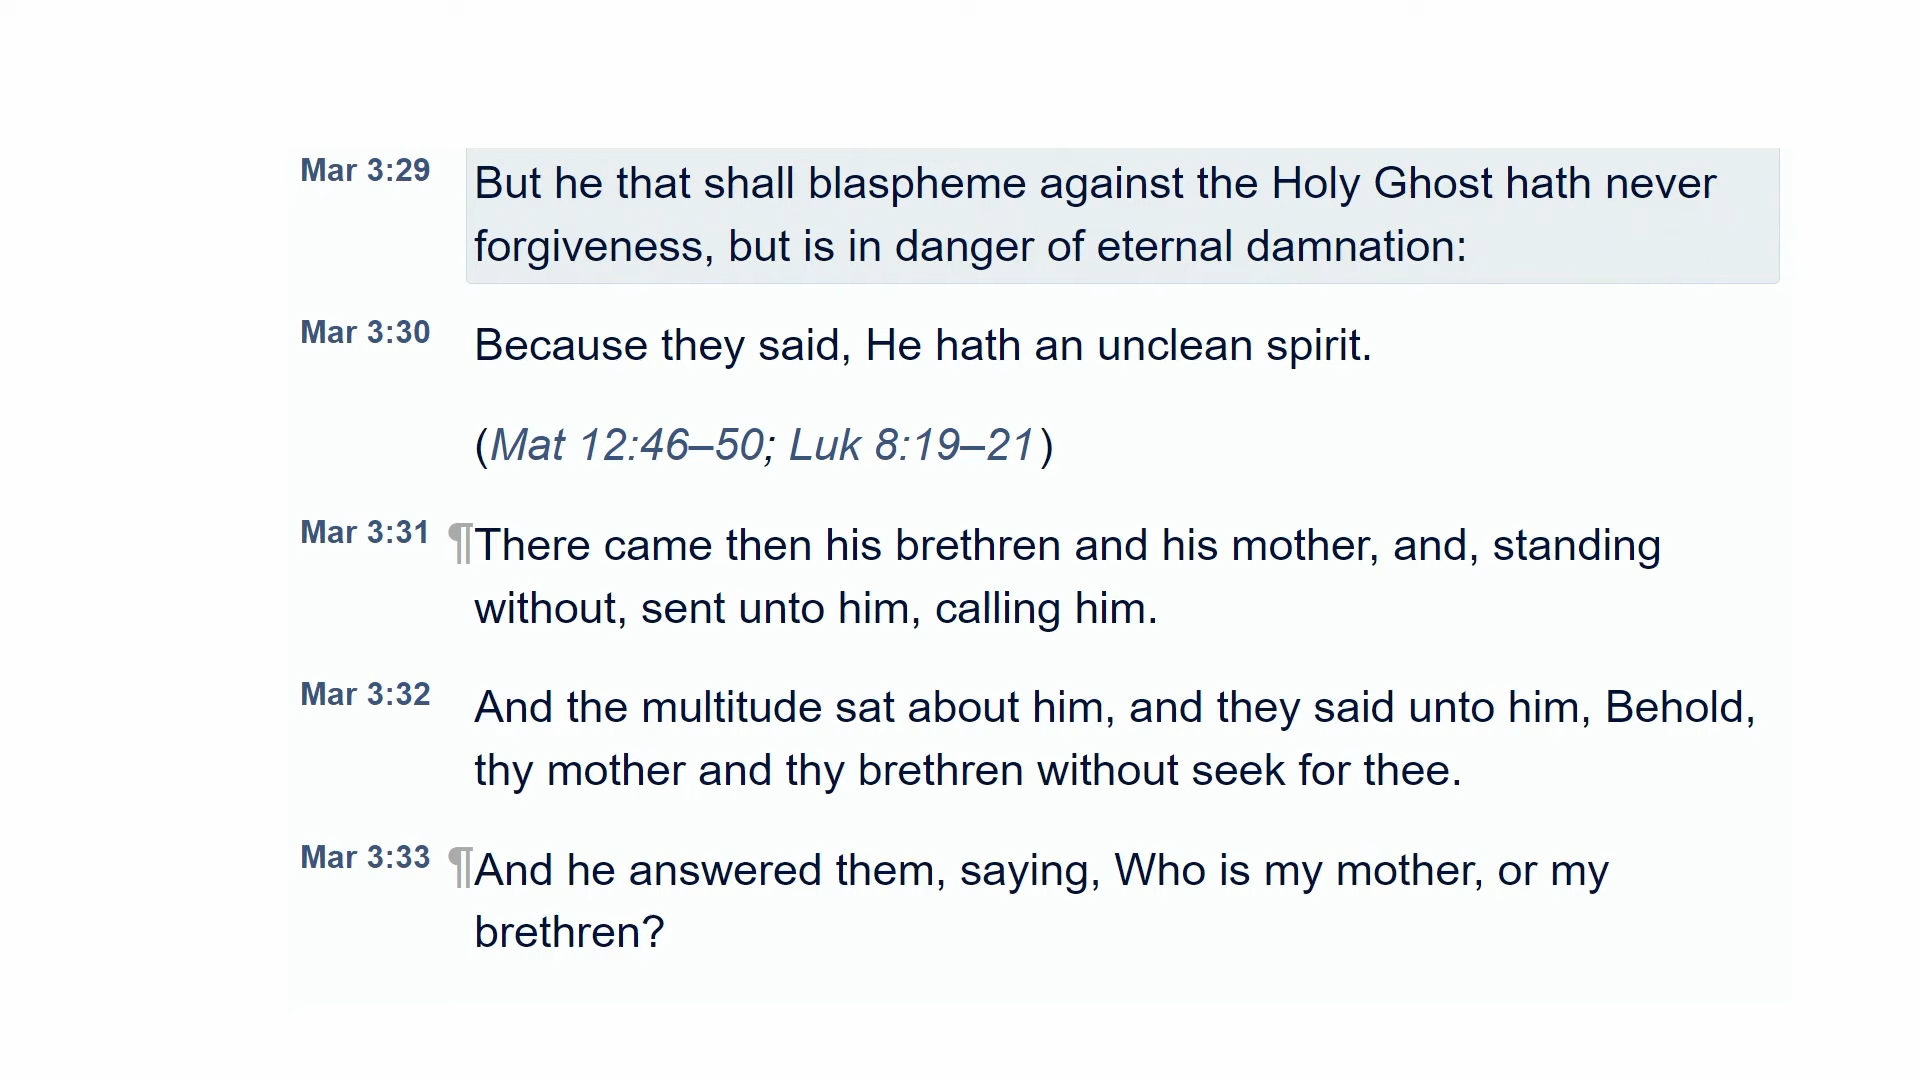 Mar 3:29 But he that shall blaspheme against the Holy Ghost hath never
forgiveness, but is in danger of eternal damnation:
Mar 3:30 Because they said, He hath an unclean spirit.
(Mat 12:46–50; Luk 8:19–21)
Mar 3:31 ¶There came then his brethren and his mother, and, standing
without, sent unto him, calling him.
Mar 3:32 And the multitude sat about him, and they said unto him, Behold,
thy mother and thy brethren without seek for thee.
Mar 3:33 ¶And he answered them, saying, Who is my mother, or my
brethren?